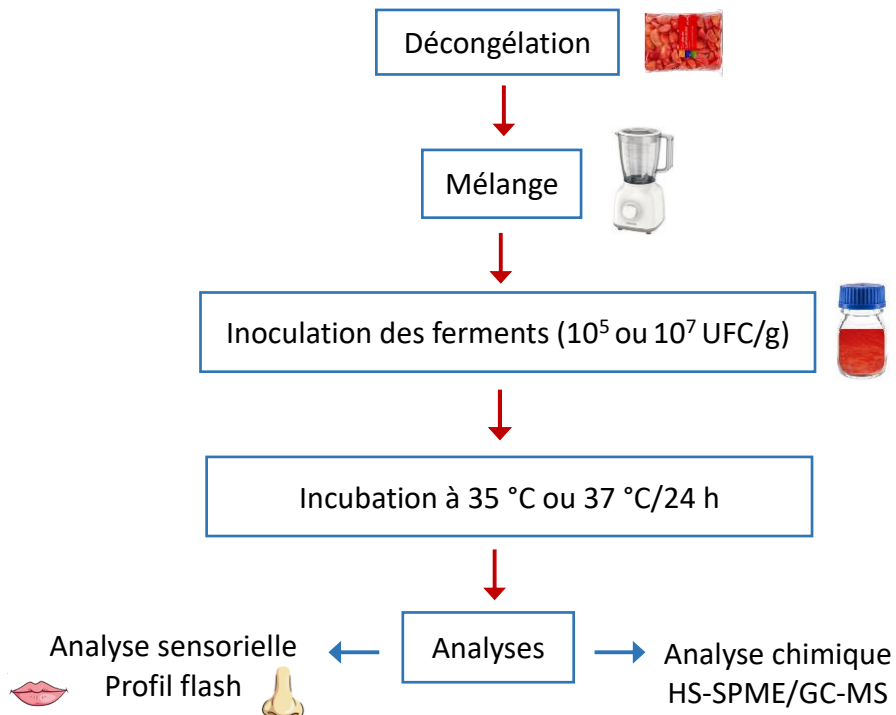 Décongélation
Mélange
Inoculation des ferments (10⁵ ou 10⁷ UFC/g)
Incubation à 35 °C ou 37 °C/24 h
Analyses
Analyse sensorielle
Profil flash
Analyse chimique
HS-SPME/GC-MS